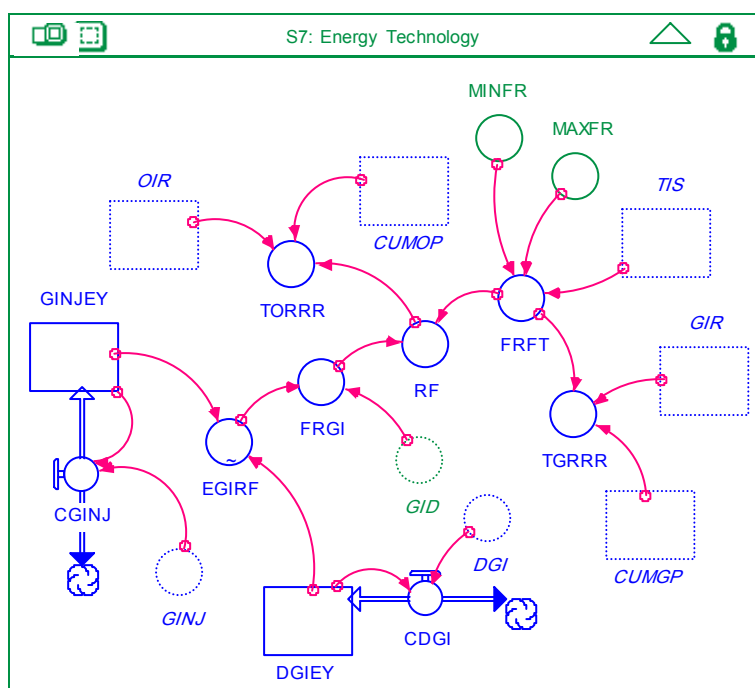 S7: Energy Technology
MINFR
MAXFR
OIR
TIS
CUMOP
GINJEY
TORRR
GIR
FRFT
RF
FRGI
TGRRR
EGIRF
~
GID
CGINJ
DGI
CUMGP
GINJ
CDGI
DGIEY